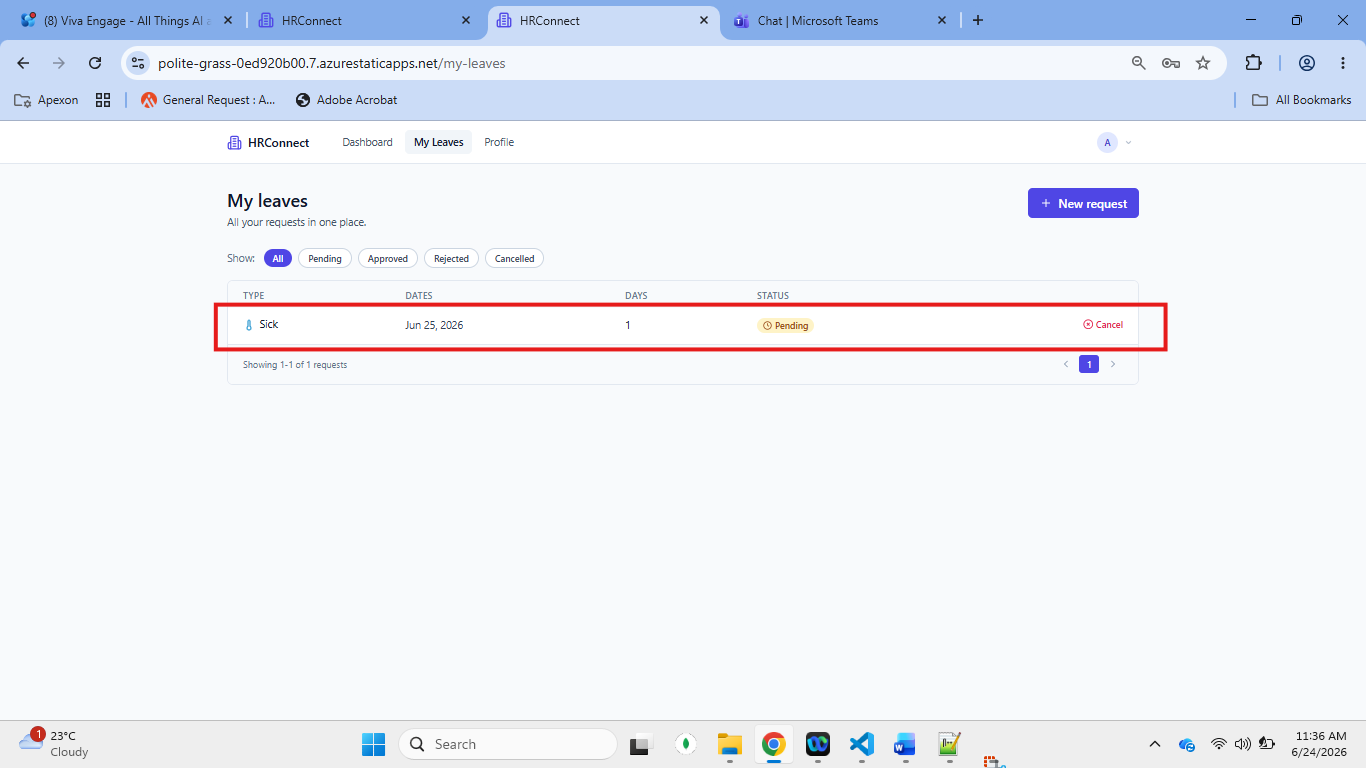 (8) Viva Engage - All Things AI a
HRConnect
HRConnect
Chat | Microsoft Teams
polite-grass-0ed920b00.7.azurestaticapps.net/my-leaves
Apexon
General Request : A...
Adobe Acrobat
All Bookmarks
HRConnect
Dashboard
My Leaves
Profile
A
My leaves
All your requests in one place.
+ New request
Show:
All
Pending
Approved
Rejected
Cancelled
TYPE DATES DAYS STATUS
Sick Jun 25, 2026 1 Pending Cancel
Showing 1-1 of 1 requests
1
1
23°C
Cloudy
Search
11:36 AM
6/24/2026